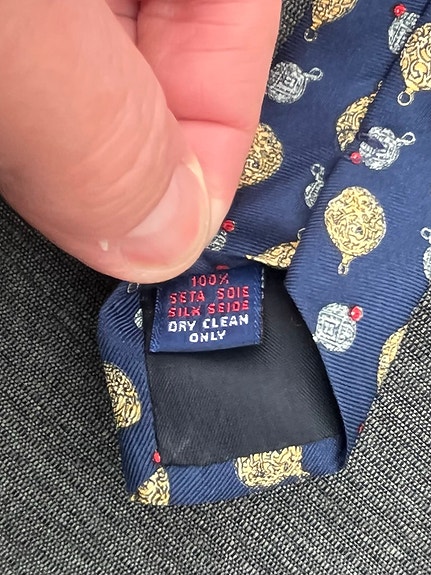 100%
SETA SOIE
SILK SEIDE
DRY CLEAN
ONLY